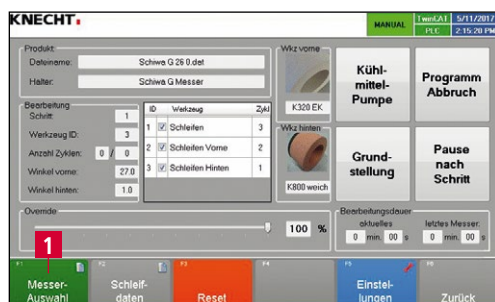 KNECHT.
MANUAL
TwinCAT 5/11/2017
PLC 2:15:20 PM
Produkt
Dateiname: Schiwa G 26 0.dat
Halter: Schiwa G Messer
Wkz vorne
K320 EK
Wkz hinten
K800 weich
Kühl-
mittel-
Pumpe
Programm
Abbruch
Grund-
stellung
Pause
nach
Schritt
Bearbeitung
Schritt: 1
Werkzeug ID: 3
Anzahl Zyklen: 0 / 0
Winkel vorne: 27.0
Winkel hinten: 1.0
ID Werkzeug Zykl
1 Schleifen 3
2 Schleifen Vorne 2
3 Schleifen Hinten 1
Override
100 %
Bearbeitungsdauer
aktuelles letztes Messer:
0 min. 00 s 0 min. 00 s
1
F1 Messer-
Auswahl
F2 Schleif-
daten
F3 Reset
F4
F5 Einstel-
lungen
F6 Zurück